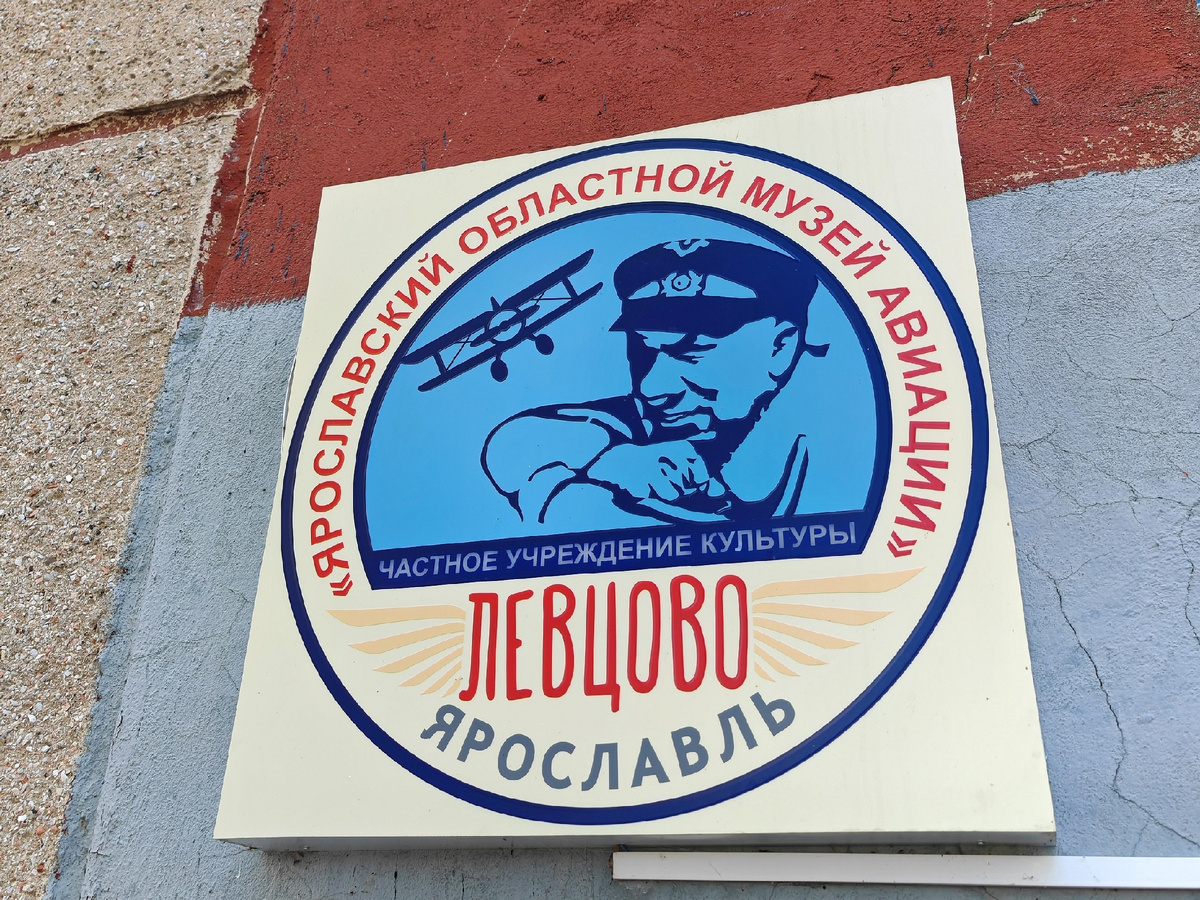 «ЯРОСЛАВСКИЙ ОБЛАСТНОЙ МУЗЕЙ АВИАЦИИ»
ЧАСТНОЕ УЧРЕЖДЕНИЕ КУЛЬТУРЫ
ЛЕВЦОВО
ЯРОСЛАВЛЬ